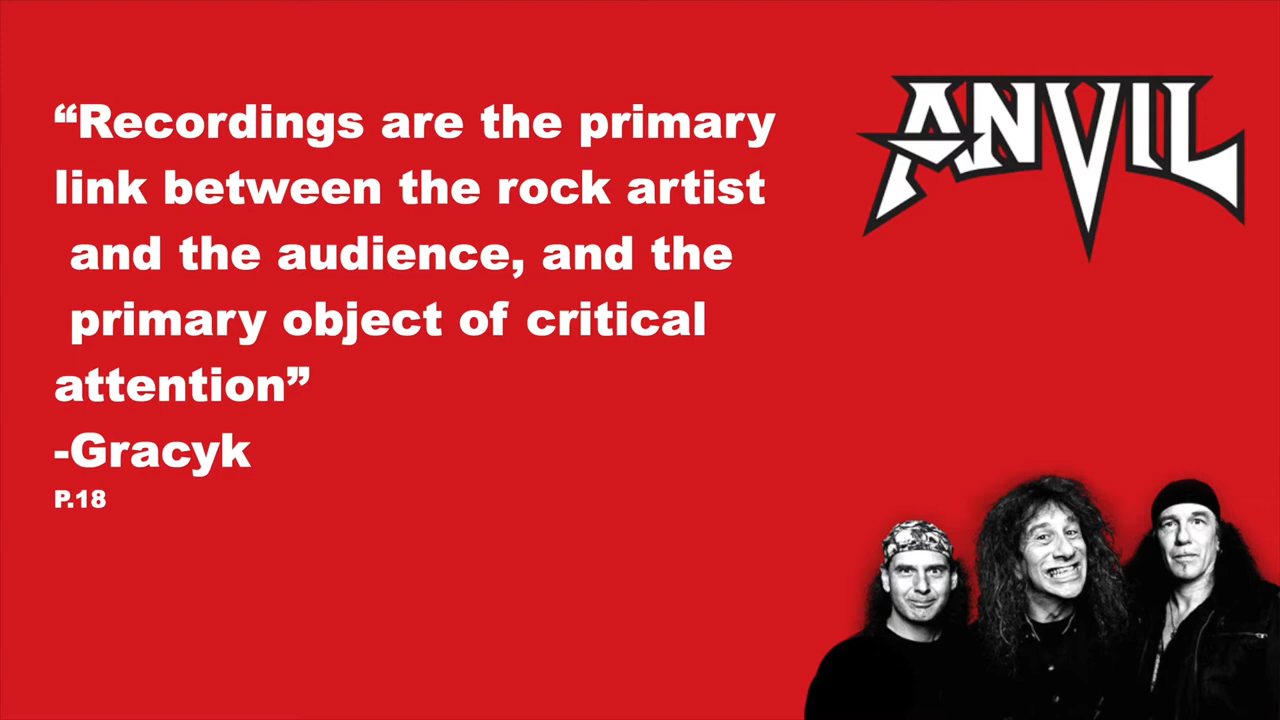 “Recordings are the primary
link between the rock artist
and the audience, and the
primary object of critical
attention”
-Gracyk
P.18
ANVIL